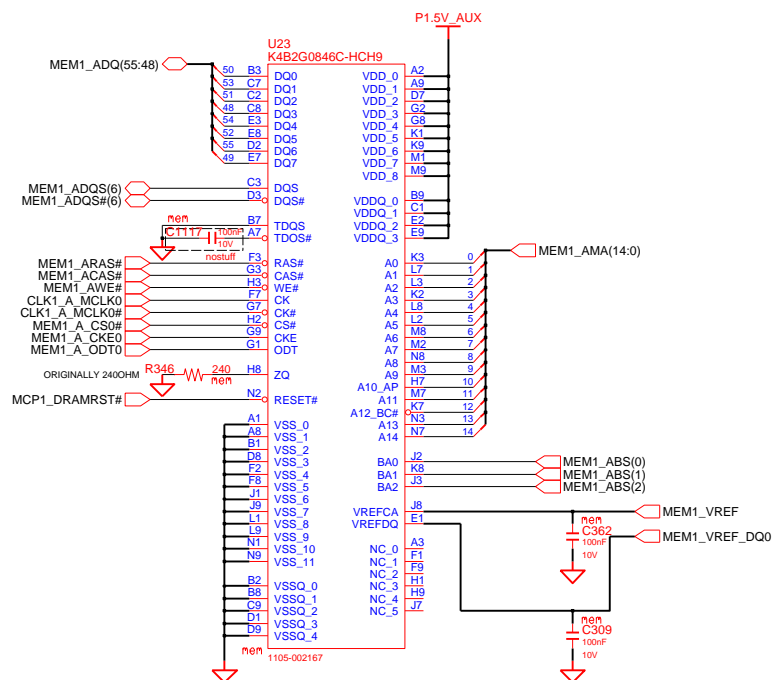 P1.5V_AUX
U23
K4B2G0846C-HCH9
MEM1_ADQ(55:48)
50 B3 DQ0 VDD_0 A2
53 C7 DQ1 VDD_1 A9
51 C2 DQ2 VDD_2 D7
48 C8 DQ3 VDD_3 G2
54 E3 DQ4 VDD_4 G8
52 E8 DQ5 VDD_5 K1
55 D2 DQ6 VDD_6 K9
49 E7 DQ7 VDD_7 M1
VDD_8 M9
MEM1_ADQS(6) C3 DQS
MEM1_ADQS#(6) D3 DQS#
VDDQ_0 B9
VDDQ_1 C1
VDDQ_2 E2
VDDQ_3 E9
mem
B7 TDQS
C1117 100nF A7 TDOS#
10V
nostuff
MEM1_AMA(14:0)
MEM1_ARAS# F3 RAS# A0 K3 0
MEM1_ACAS# G3 CAS# A1 L7 1
MEM1_AWE# H3 WE# A2 L3 2
CLK1_A_MCLK0 F7 CK A3 K2 3
CLK1_A_MCLK0# G7 CK# A4 L8 4
MEM1_A_CS0# H2 CS# A5 L2 5
MEM1_A_CKE0 G9 CKE A6 M8 6
MEM1_A_ODT0 G1 ODT A7 M2 7
A8 N8 8
ORIGINALLY 240OHM R346 240 H8 ZQ A9 M3 9
mem
A10_AP H7 10
MCP1_DRAMRST# N2 RESET# A11 M7 11
A12_BC# K7 12
A13 N3 13
A14 N7 14
A1 VSS_0
A8 VSS_1
B1 VSS_2
D8 VSS_3 BA0 J2 MEM1_ABS(0)
F2 VSS_4 BA1 K8 MEM1_ABS(1)
F8 VSS_5 BA2 J3 MEM1_ABS(2)
J1 VSS_6
J9 VSS_7 VREFCA J8 MEM1_VREF
L1 VSS_8 VREFDQ E1
mem
C362
100nF
10V
MEM1_VREF_DQ0
L9 VSS_9
N1 VSS_10 NC_0 A3
N9 VSS_11 NC_1 F1
NC_2 F9
B2 VSSQ_0 NC_3 H1
B8 VSSQ_1 NC_4 H9
C9 VSSQ_2 NC_5 J7
D1 VSSQ_3
D9 VSSQ_4
mem
C309
100nF
10V
mem
1105-002167